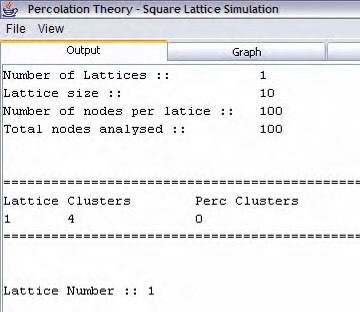 Percolation Theory - Square Lattice Simulation
File View
Output Graph
Number of Lattices :: 1
Lattice size :: 10
Number of nodes per latice :: 100
Total nodes analysed :: 100
==================================================
Lattice Clusters Perc Clusters
1 4 0
==================================================
Lattice Number :: 1